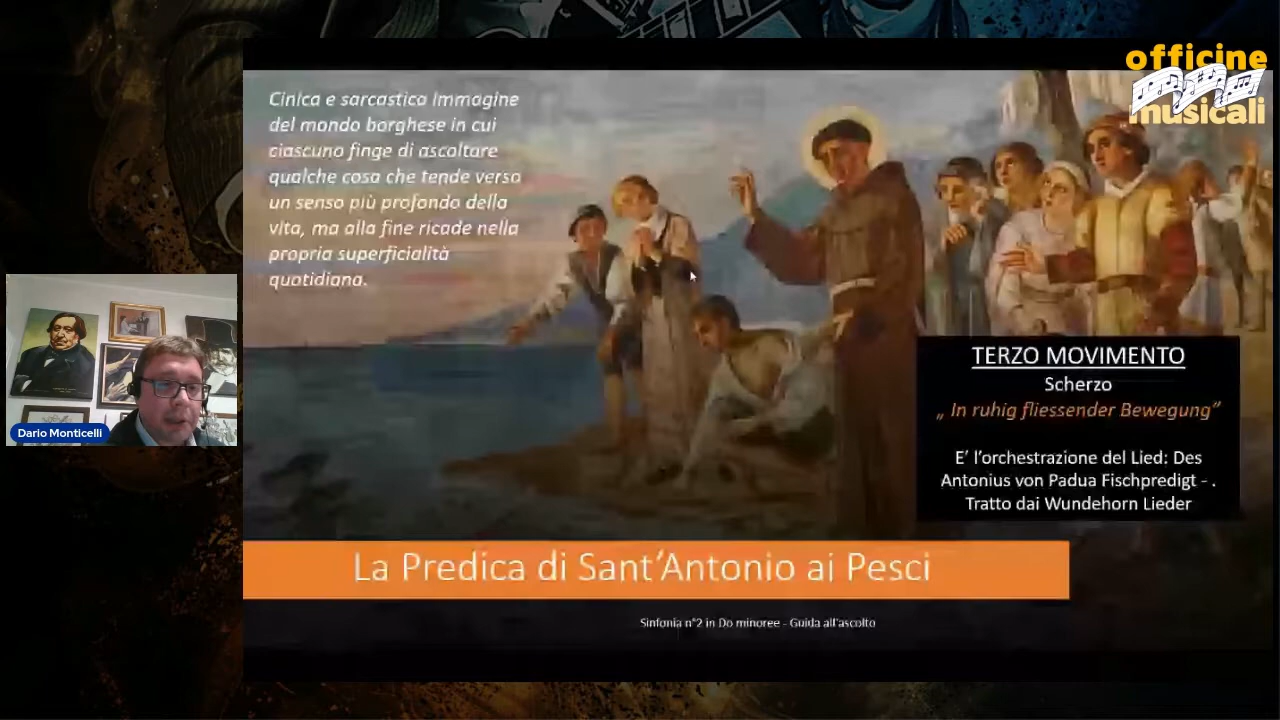 officine
musicali
Cinica e sarcastica immagine
del mondo borghese in cui
ciascuno finge di ascoltare
qualche cosa che tende verso
un senso più profondo della
vita, ma alla fine ricade nella
propria superficialità
quotidiana.
TERZO MOVIMENTO
Scherzo
„ In ruhig fliessender Bewegung”
E’ l’orchestrazione del Lied: Des
Antonius von Padua Fischpredigt - .
Tratto dai Wundehorn Lieder
Dario Monticelli
La Predica di Sant’Antonio ai Pesci
Sinfonia n°2 in Do minoree - Guida all'ascolto